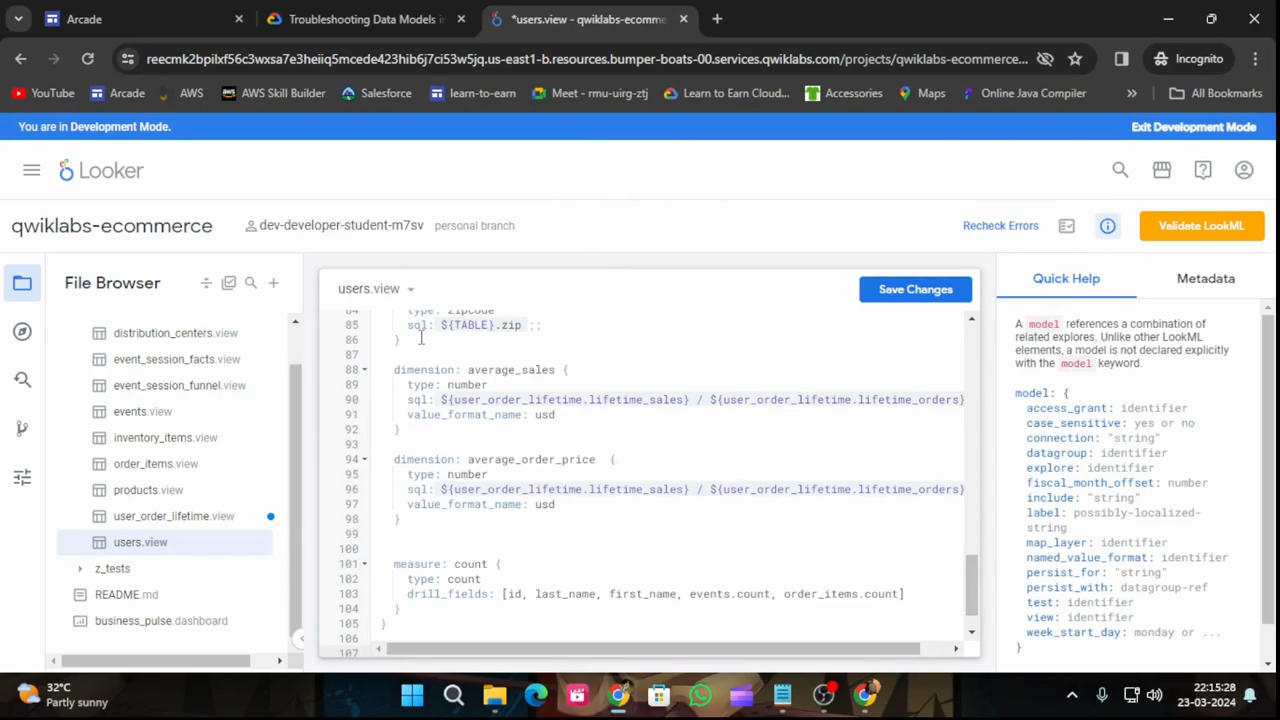 Arcade
Troubleshooting Data Models in
*users.view - qwiklabs-ecomme
reecmk2bpilxf56c3wxsa7e3heiiq5mcede423hib6j7ci53w5jq.us-east1-b.resources.bumper-boats-00.services.qwiklabs.com/projects/qwiklabs-ecommerce...
Incognito
YouTube
Arcade
AWS
AWS Skill Builder
Salesforce
learn-to-earn
Meet - rmu-uirg-ztj
Learn to Earn Cloud...
Accessories
Maps
Online Java Compiler
»
All Bookmarks
You are in Development Mode.
Exit Development Mode
Looker
qwiklabs-ecommerce
dev-developer-student-m7sv
personal branch
Recheck Errors
Validate LookML
File Browser
distribution_centers.view
event_session_facts.view
event_session_funnel.view
events.view
inventory_items.view
order_items.view
products.view
user_order_lifetime.view
users.view
z_tests
README.md
business_pulse.dashboard
users.view
Save Changes
84 type: zipcode
85 sql: ${TABLE}.zip ;;
86 }
87
88 dimension: average_sales {
89 type: number
90 sql: ${user_order_lifetime.lifetime_sales} / ${user_order_lifetime.lifetime_orders}
91 value_format_name: usd
92 }
93
94 dimension: average_order_price {
95 type: number
96 sql: ${user_order_lifetime.lifetime_sales} / ${user_order_lifetime.lifetime_orders}
97 value_format_name: usd
98 }
99
100
101 measure: count {
102 type: count
103 drill_fields: [id, last_name, first_name, events.count, order_items.count]
104 }
105 }
106
107
Quick Help
Metadata
A model references a combination of
related explores. Unlike other LookML
elements, a model is not declared explicitly
with the model keyword.
model: {
access_grant: identifier
case_sensitive: yes or no
connection: "string"
datagroup: identifier
explore: identifier
fiscal_month_offset: number
include: "string"
label: possibly-localized-
string
map_layer: identifier
named_value_format: identifier
persist_for: "string"
persist_with: datagroup-ref
test: identifier
view: identifier
week_start_day: monday or ...
}
32°C
Partly sunny
22:15:28
23-03-2024